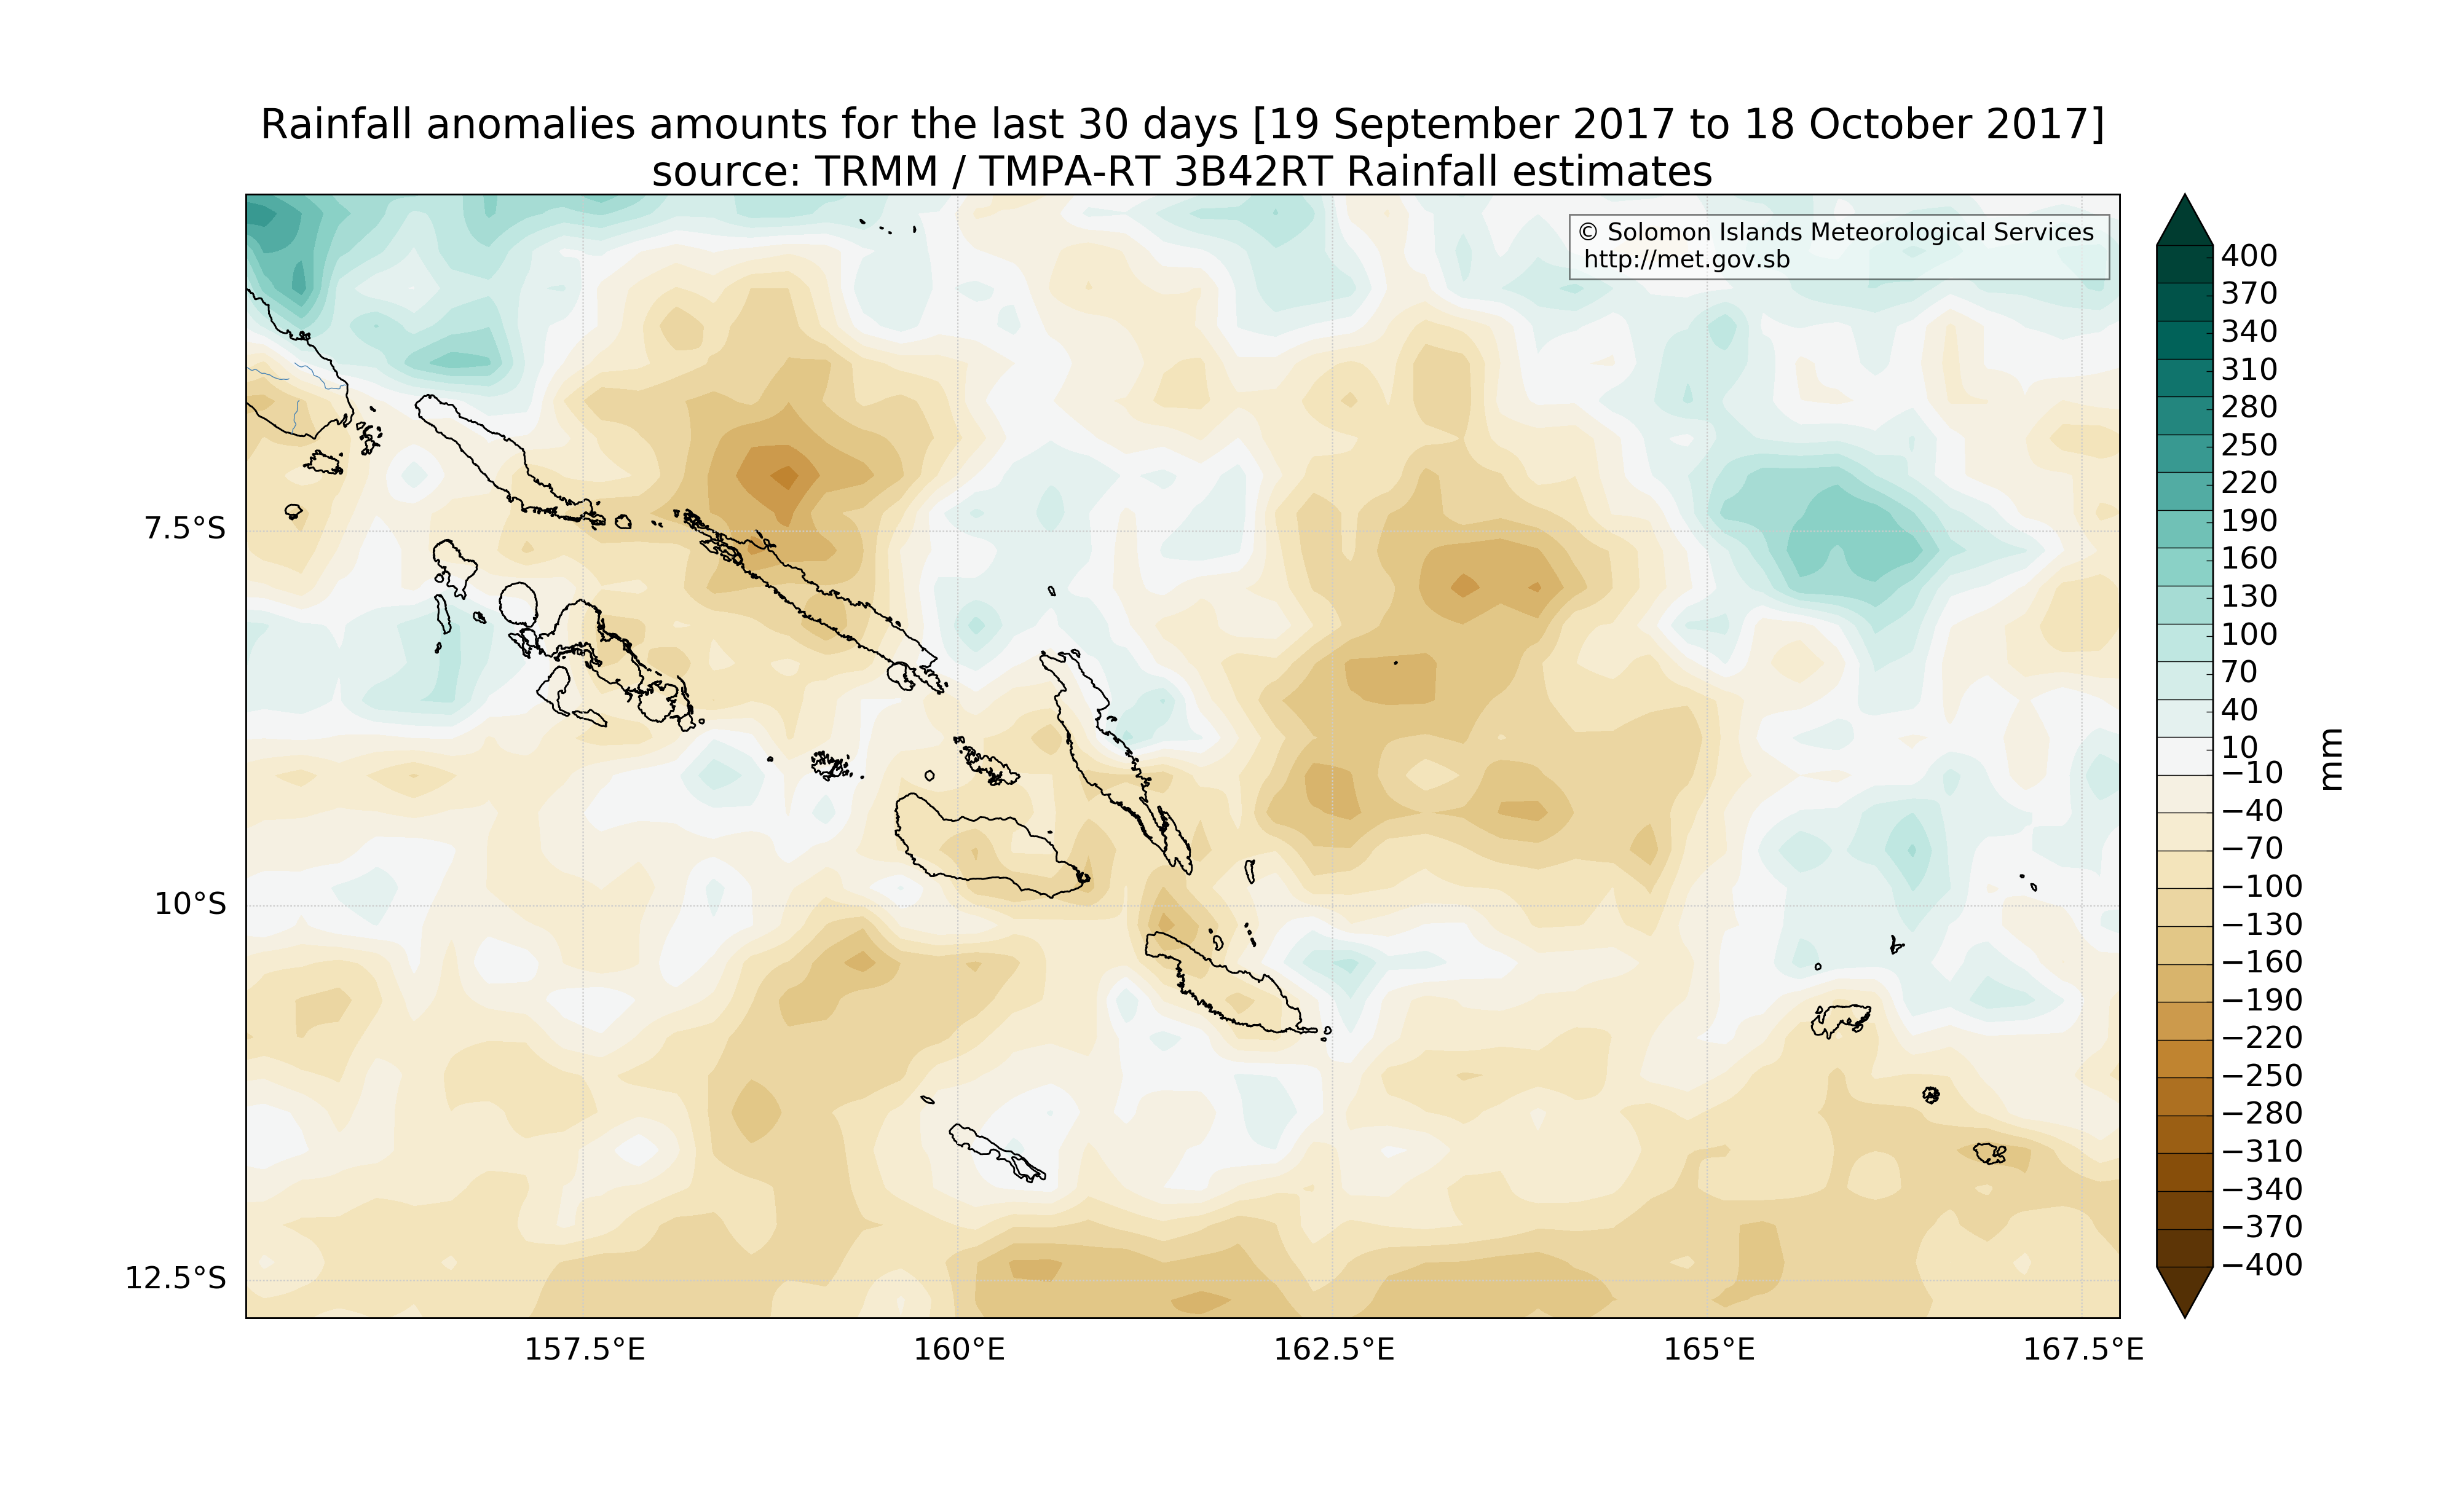 Rainfall anomalies amounts for the last 30 days [19 September 2017 to 18 October 2017]
source: TRMM / TMPA-RT 3B42RT Rainfall estimates
© Solomon Islands Meteorological Services
http://met.gov.sb
7.5°S
10°S
12.5°S
157.5°E
160°E
162.5°E
165°E
167.5°E
400
370
340
310
280
250
220
190
160
130
100
70
40
10
−10
−40
−70
−100
−130
−160
−190
−220
−250
−280
−310
−340
−370
−400
mm